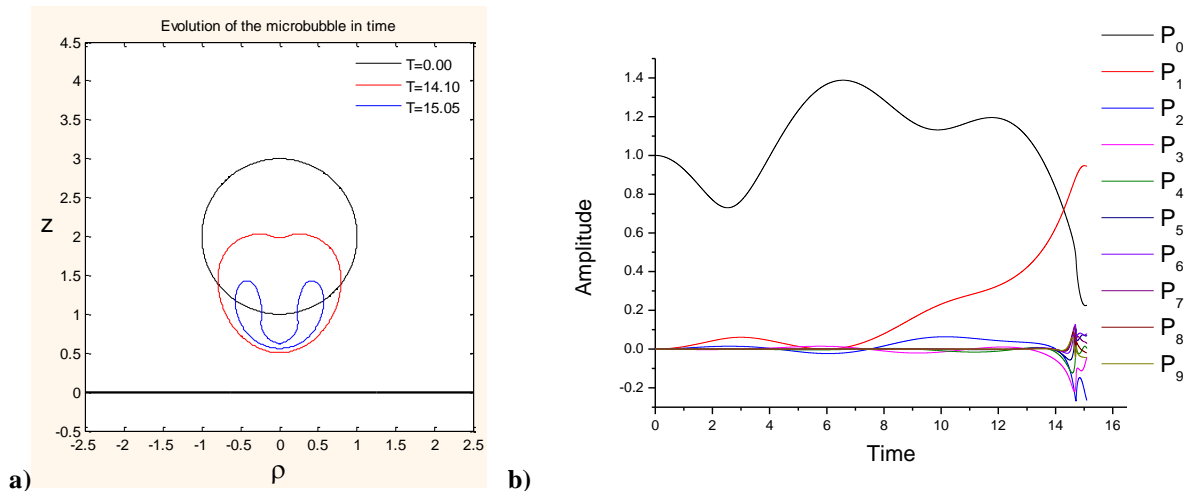 Evolution of the microbubble in time
4.5
4
3.5
3
2.5
2
1.5
1
0.5
0
-0.5
z
T=0.00
T=14.10
T=15.05
-2.5 -2 -1.5 -1 -0.5 0 0.5 1 1.5 2 2.5
ρ
a)
1.4
1.2
1.0
0.8
0.6
0.4
0.2
0.0
-0.2
Amplitude
0 2 4 6 8 10 12 14 16
Time
P0
P1
P2
P3
P4
P5
P6
P7
P8
P9
b)